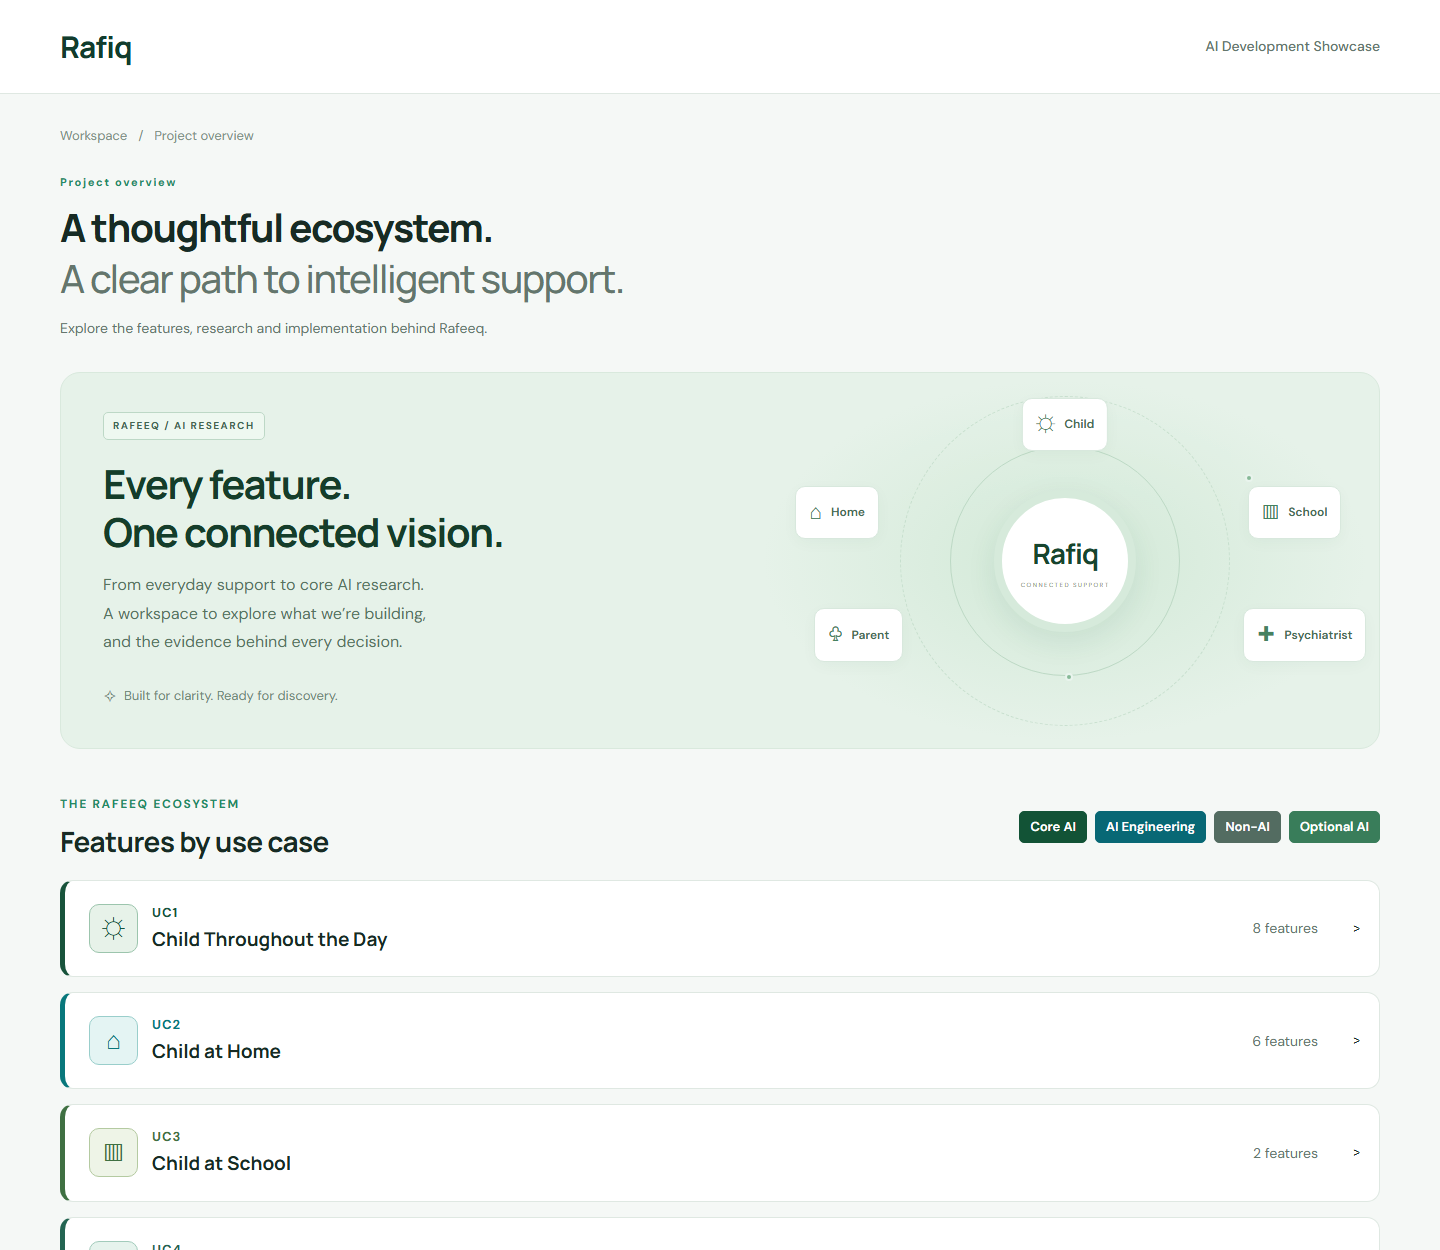 Rafiq
AI Development Showcase
Workspace / Project overview
Project overview
A thoughtful ecosystem.
A clear path to intelligent support.
Explore the features, research and implementation behind Rafeeq.
RAFEEQ / AI RESEARCH
Every feature.
One connected vision.
From everyday support to core AI research.
A workspace to explore what we’re building,
and the evidence behind every decision.
Built for clarity. Ready for discovery.
Child
Home
School
Rafiq
CONNECTED SUPPORT
Parent
Psychiatrist
THE RAFEEQ ECOSYSTEM
Features by use case
Core AI
AI Engineering
Non-AI
Optional AI
UC1
Child Throughout the Day
8 features >
UC2
Child at Home
6 features >
UC3
Child at School
2 features >
UC4